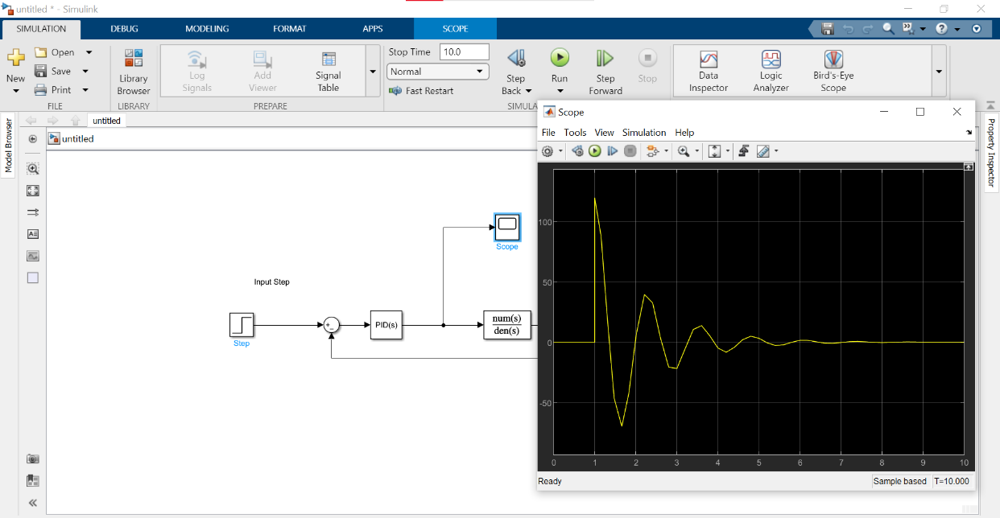 untitled * - Simulink
SIMULATION DEBUG MODELING FORMAT APPS SCOPE
New
Open
Save
Print
FILE
Library
Browser
LIBRARY
Log
Signals
Add
Viewer
Signal
Table
PREPARE
Stop Time 10.0
Normal
Fast Restart
Step
Back
Run
Step
Forward
Stop
SIMULA
Data
Inspector
Logic
Analyzer
Bird's-Eye
Scope
Model Browser
untitled
untitled
Property Inspector
Scope
Input Step
Step
+
_
PID(s)
num(s)
den(s)
Scope
File Tools View Simulation Help
100
50
0
-50
0 1 2 3 4 5 6 7 8 9 10
Ready
Sample based T=10.000